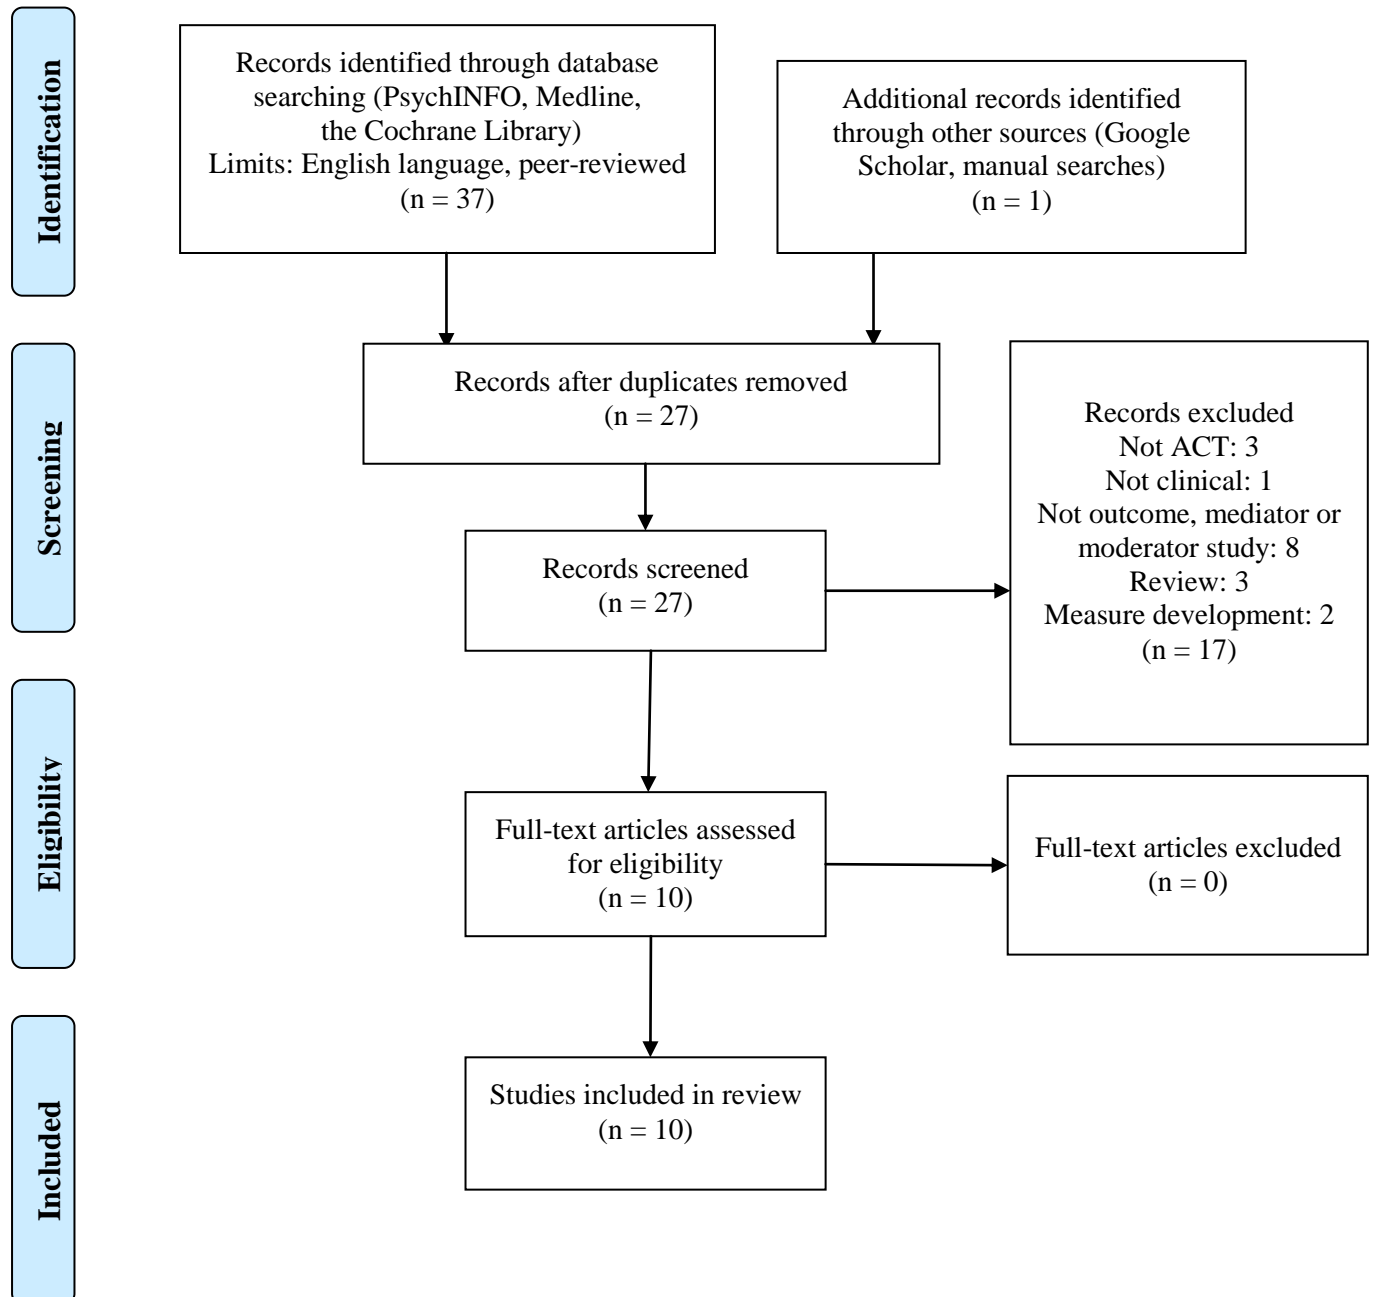 Identification
Records identified through database
searching (PsychINFO, Medline,
the Cochrane Library)
Limits: English language, peer-reviewed
(n = 37)
Additional records identified
through other sources (Google
Scholar, manual searches)
(n = 1)
Screening
Records after duplicates removed
(n = 27)
Records screened
(n = 27)
Records excluded
Not ACT: 3
Not clinical: 1
Not outcome, mediator or
moderator study: 8
Review: 3
Measure development: 2
(n = 17)
Eligibility
Full-text articles assessed
for eligibility
(n = 10)
Full-text articles excluded
(n = 0)
Included
Studies included in review
(n = 10)